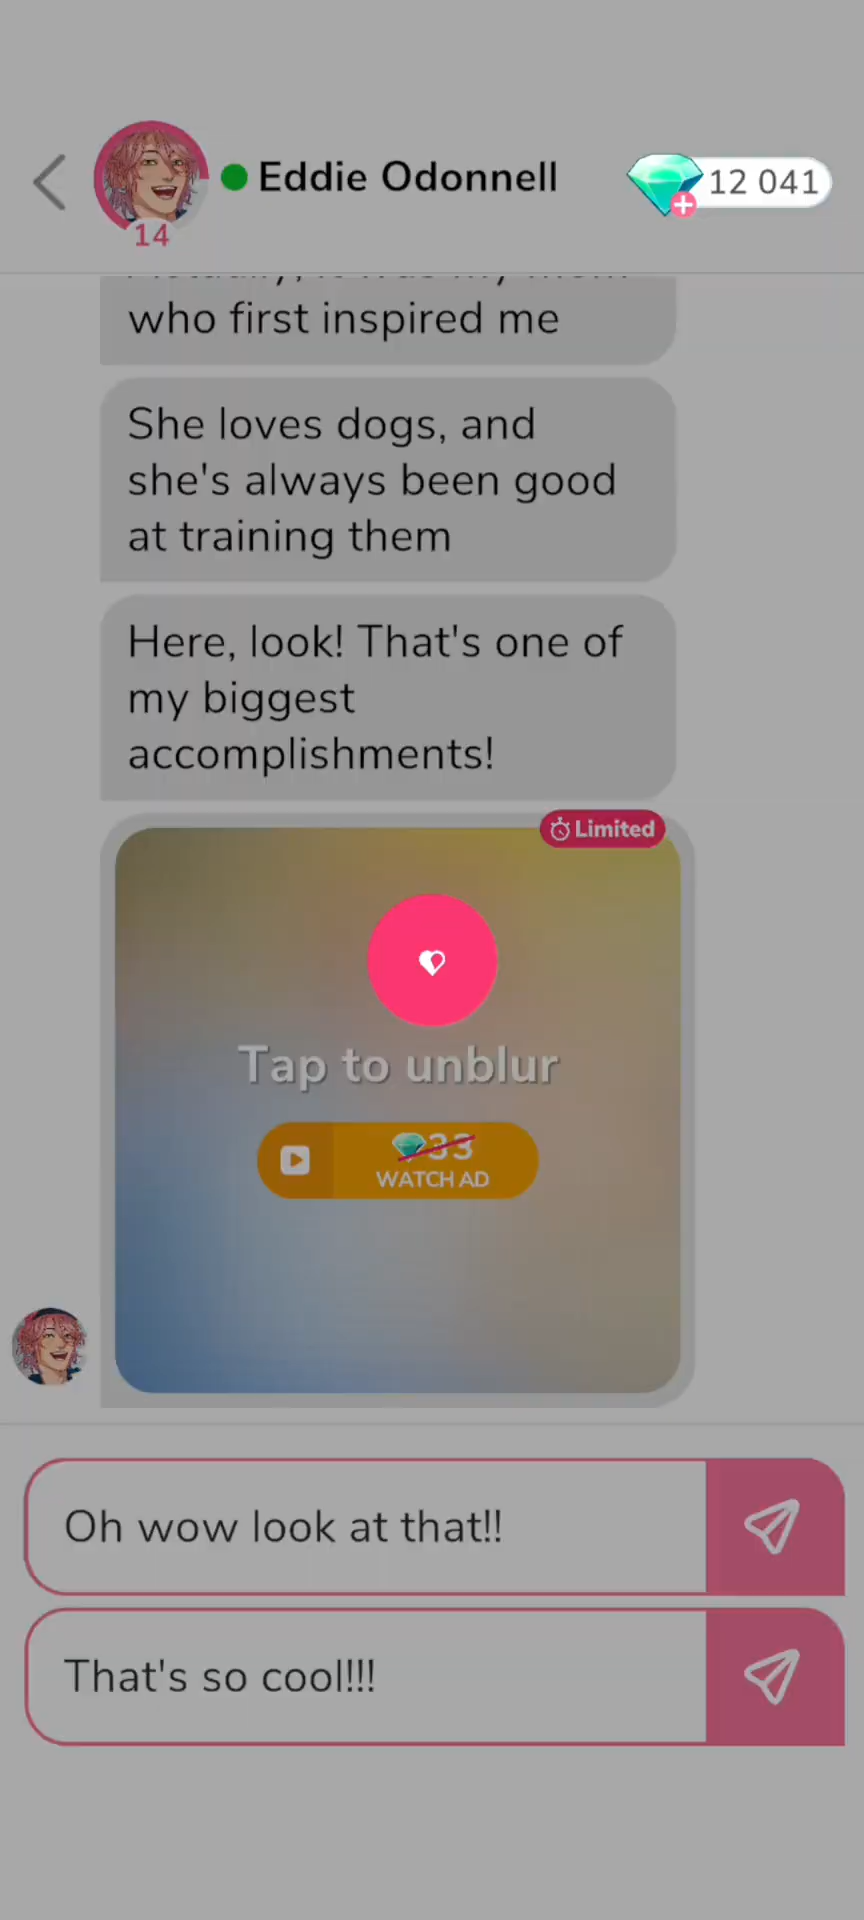 Eddie Odonnell
12 041
14
who first inspired me
She loves dogs, and
she's always been good
at training them
Here, look! That's one of
my biggest
accomplishments!
Limited
Tap to unblur
33
WATCH AD
Oh wow look at that!!
That's so cool!!!